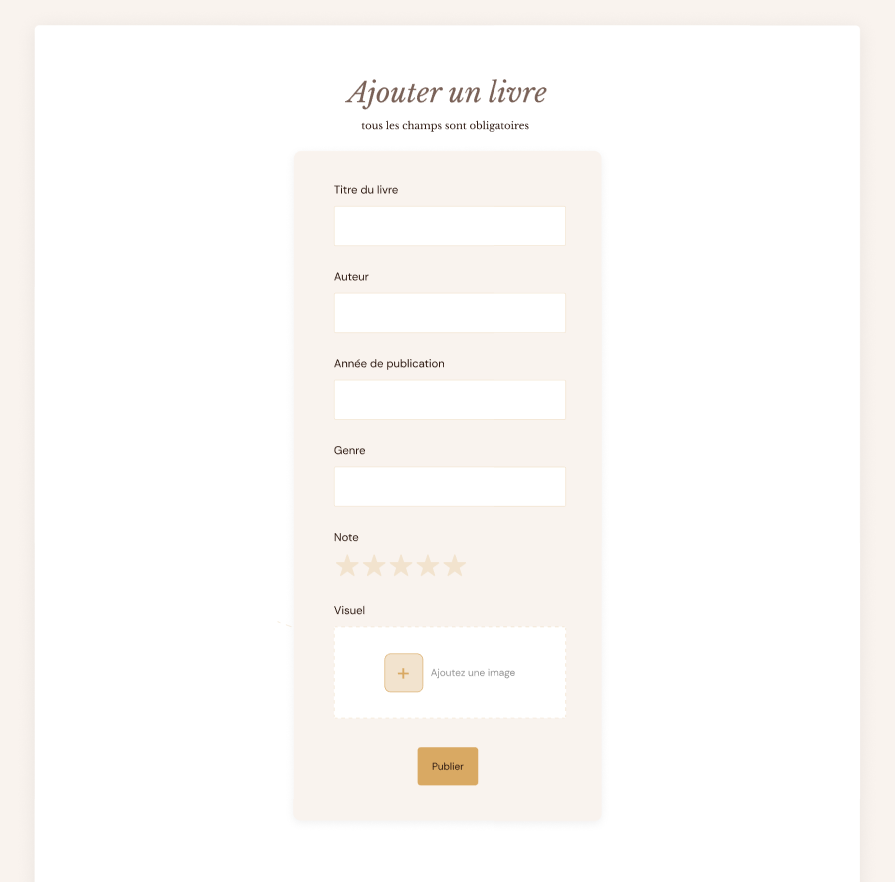 Ajouter un livre
tous les champs sont obligatoires
Titre du livre
Auteur
Année de publication
Genre
Note
Visuel
+ Ajoutez une image
Publier